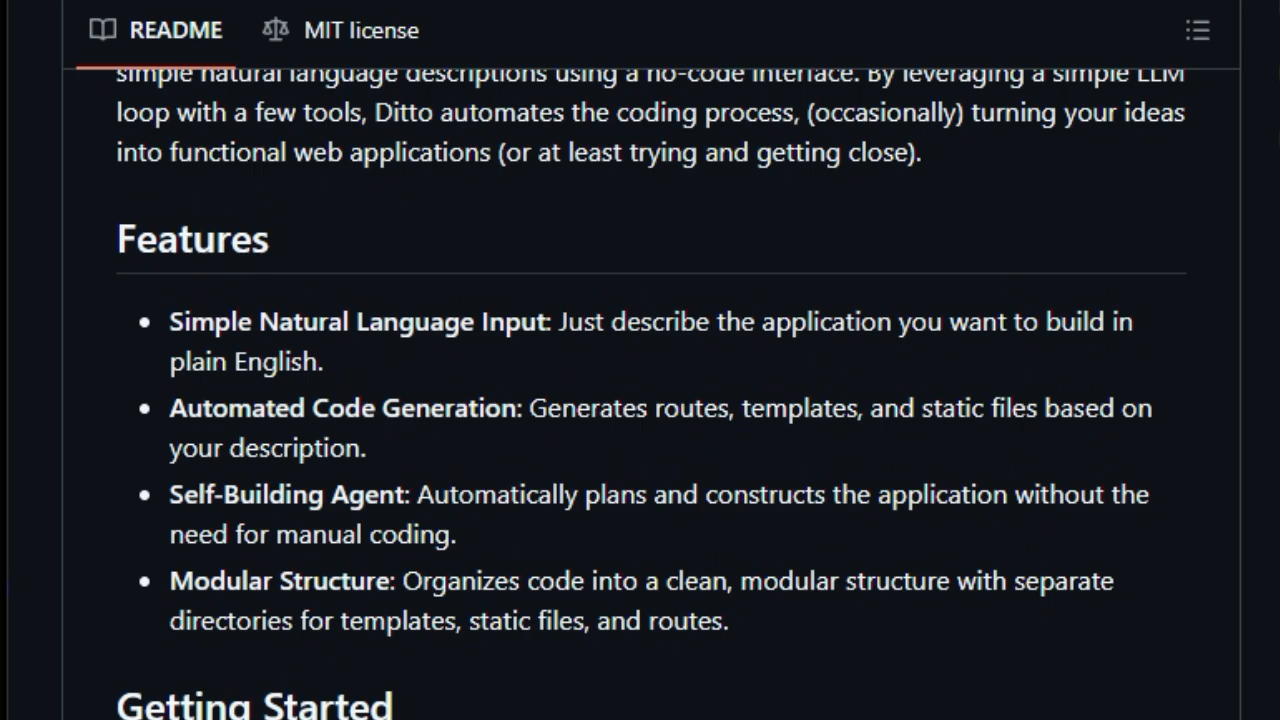 README MIT license
simple natural language descriptions using a no-code interface. By leveraging a simple LLM
loop with a few tools, Ditto automates the coding process, (occasionally) turning your ideas
into functional web applications (or at least trying and getting close).
Features
Simple Natural Language Input: Just describe the application you want to build in
plain English.
Automated Code Generation: Generates routes, templates, and static files based on
your description.
Self-Building Agent: Automatically plans and constructs the application without the
need for manual coding.
Modular Structure: Organizes code into a clean, modular structure with separate
directories for templates, static files, and routes.
Getting Started